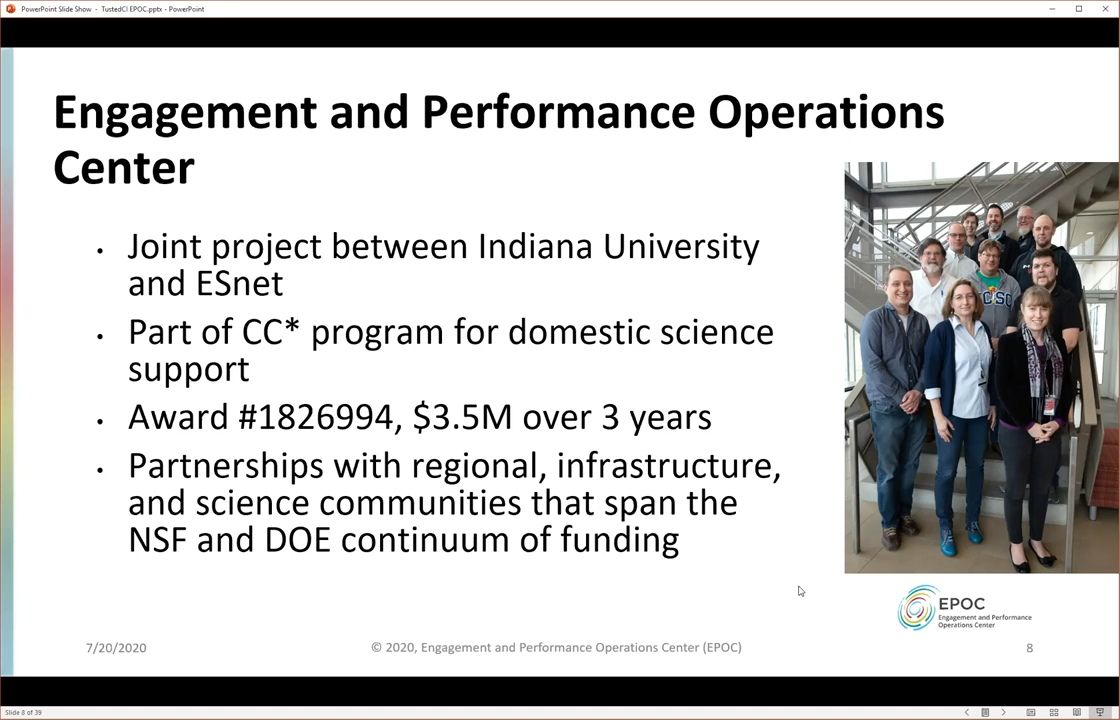 PowerPoint Slide Show - TustedCI EPOC.pptx - PowerPoint
Engagement and Performance Operations
Center
• Joint project between Indiana University
and ESnet
• Part of CC* program for domestic science
support
• Award #1826994, $3.5M over 3 years
• Partnerships with regional, infrastructure,
and science communities that span the
NSF and DOE continuum of funding
EPOC
Engagement and Performance
Operations Center
7/20/2020
© 2020, Engagement and Performance Operations Center (EPOC)
8
Slide 8 of 39